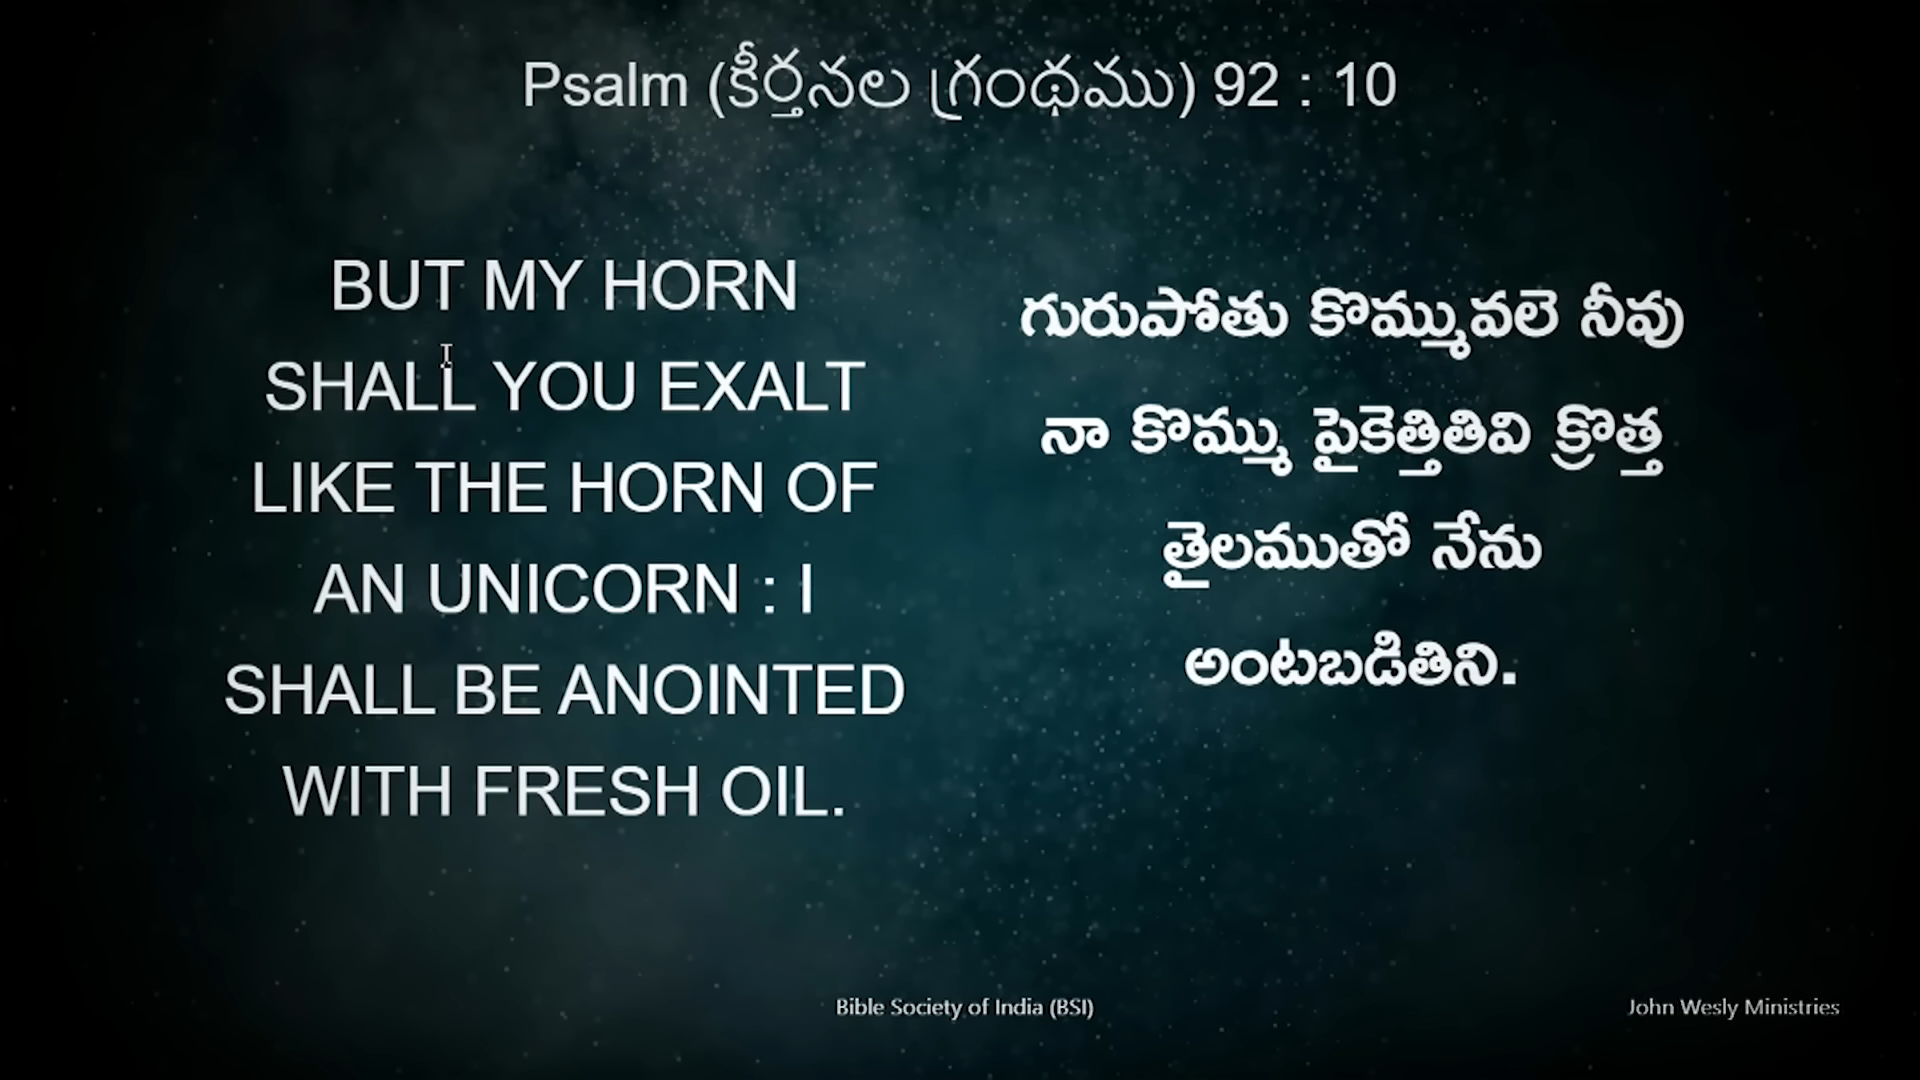 Psalm (కీర్తనల గ్రంథము) 92 : 10
BUT MY HORN
SHALL YOU EXALT
LIKE THE HORN OF
AN UNICORN : I
SHALL BE ANOINTED
WITH FRESH OIL.
గురుపోతు కొమ్మువలె నీవు
నా కొమ్ము పైకెత్తితివి క్రొత్త
తైలముతో నేను
అంటబడితిని.
Bible Society of India (BSI)
John Wesly Ministries